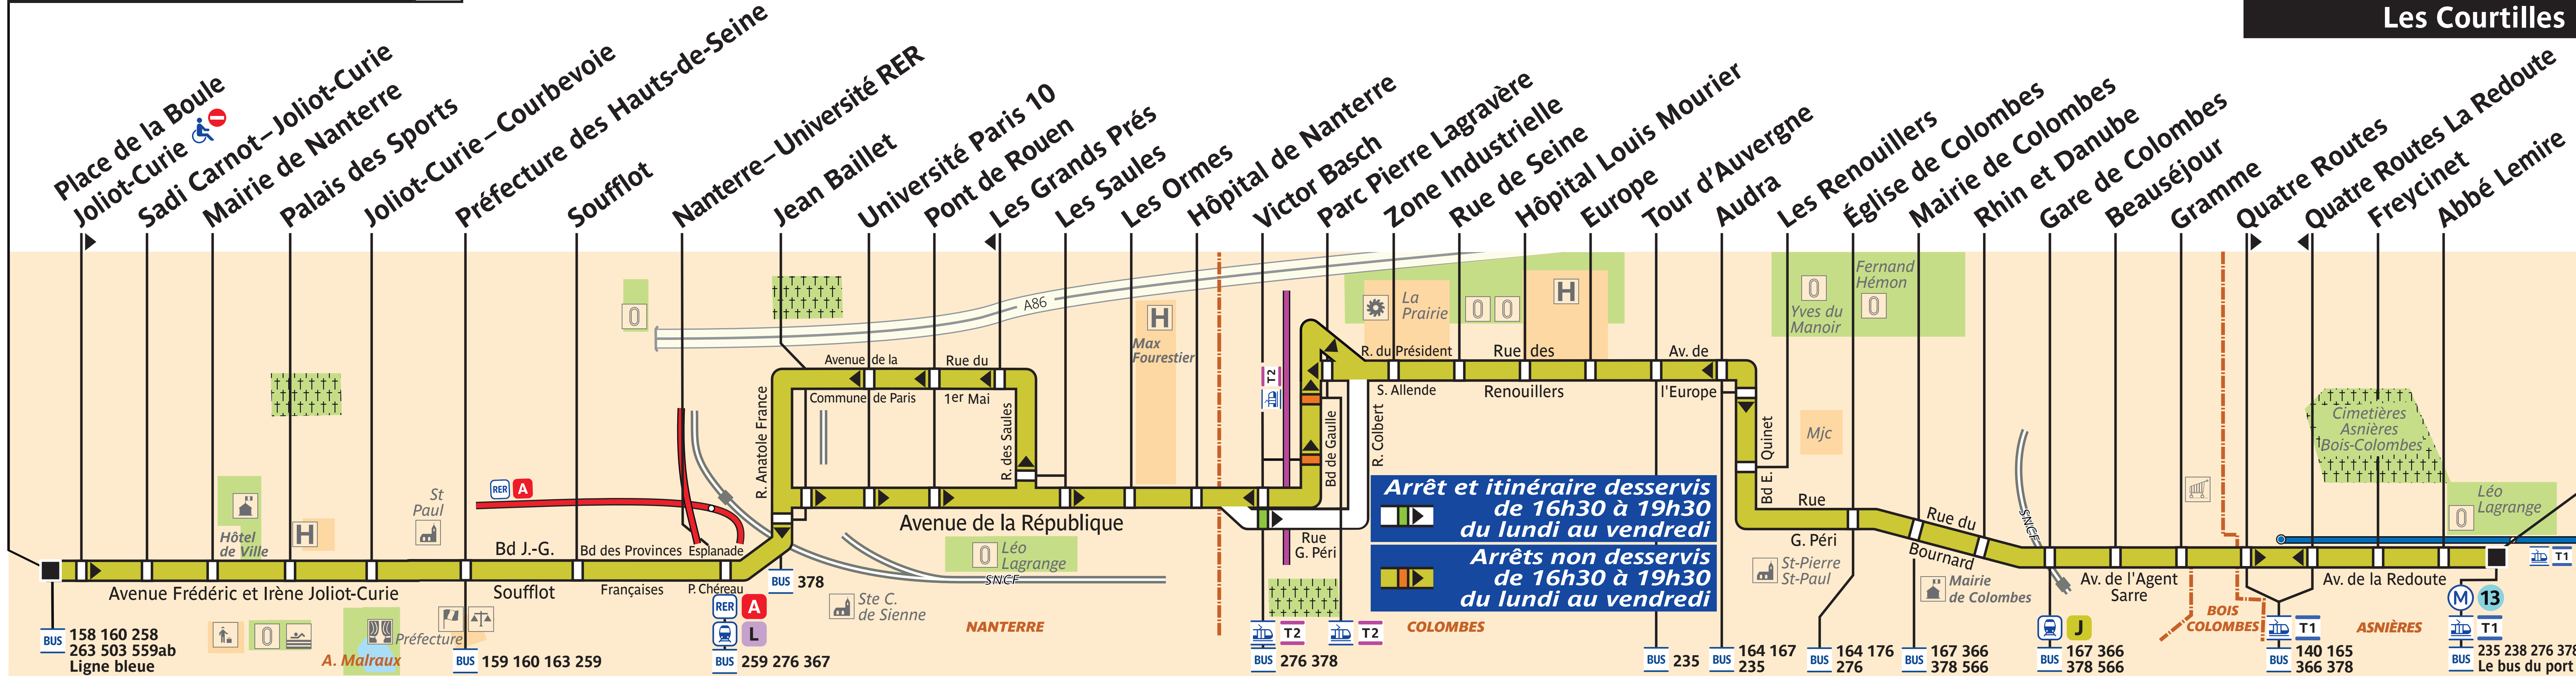 Les Courtilles
Place de la Boule
Joliot-Curie
Sadi Carnot – Joliot-Curie
Mairie de Nanterre
Palais des Sports
Joliot-Curie – Courbevoie
Préfecture des Hauts-de-Seine
Soufflot
Nanterre – Université RER
Jean Baillet
Université Paris 10
Pont de Rouen
Les Grands Prés
Les Saules
Les Ormes
Hôpital de Nanterre
Victor Basch
Parc Pierre Lagravère
Zone Industrielle
Rue de Seine
Hôpital Louis Mourier
Europe
Tour d'Auvergne
Audra
Les Renouillers
Église de Colombes
Mairie de Colombes
Rhin et Danube
Gare de Colombes
Beauséjour
Gramme
Quatre Routes
Quatre Routes La Redoute
Freycinet
Abbé Lemire
A86
H
Max
Fourestier
La
Prairie
H
Yves du
Manoir
Fernand
Hémon
T2
Avenue de la
Commune de Paris
Rue du
1er Mai
R. Anatole France
R. des Saules
R. du Président
S. Allende
Rue des
Renouillers
Av. de
l'Europe
Bd de Gaulle
R. Colbert
Bd E. Quinet
Mjc
Cimetières
Asnières
Bois-Colombes
Léo
Lagrange
RER A
St
Paul
Hôtel
de Ville
H
Bd J.-G.
Soufflot
Bd des Provinces
Françaises
Esplanade
P. Chéreau
Avenue Frédéric et Irène Joliot-Curie
Avenue de la République
Léo
Lagrange
SNCF
Ste C.
de Sienne
Rue
G. Péri
Arrêt et itinéraire desservis
de 16h30 à 19h30
du lundi au vendredi
Arrêts non desservis
de 16h30 à 19h30
du lundi au vendredi
Rue
G. Péri
St-Pierre
St-Paul
Rue du
Bournard
Mairie
de Colombes
SNCF
Av. de l'Agent
Sarre
Av. de la Redoute
T1
A. Malraux
Préfecture
NANTERRE
COLOMBES
BOIS
COLOMBES
ASNIÈRES
BUS 158 160 258
263 503 559ab
Ligne bleue
BUS 159 160 163 259
RER A
L
BUS 259 276 367
BUS 378
T2
BUS 276 378
T2
BUS 235
BUS 164 167
235
BUS 164 176
276
BUS 167 366
378 566
J
BUS 167 366
378 566
T1
BUS 140 165
366 378
M 13
T1
BUS 235 238 276 378
Le bus du port